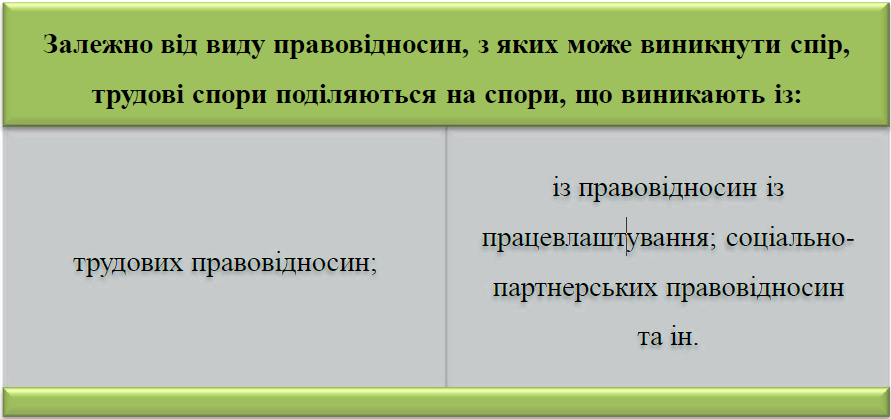 Залежно від виду правовідносин, з яких може виникнути спір,
трудові спори поділяються на спори, що виникають із:
трудових правовідносин;
із правовідносин із
працевлаштування; соціально-
партнерських правовідносин
та ін.